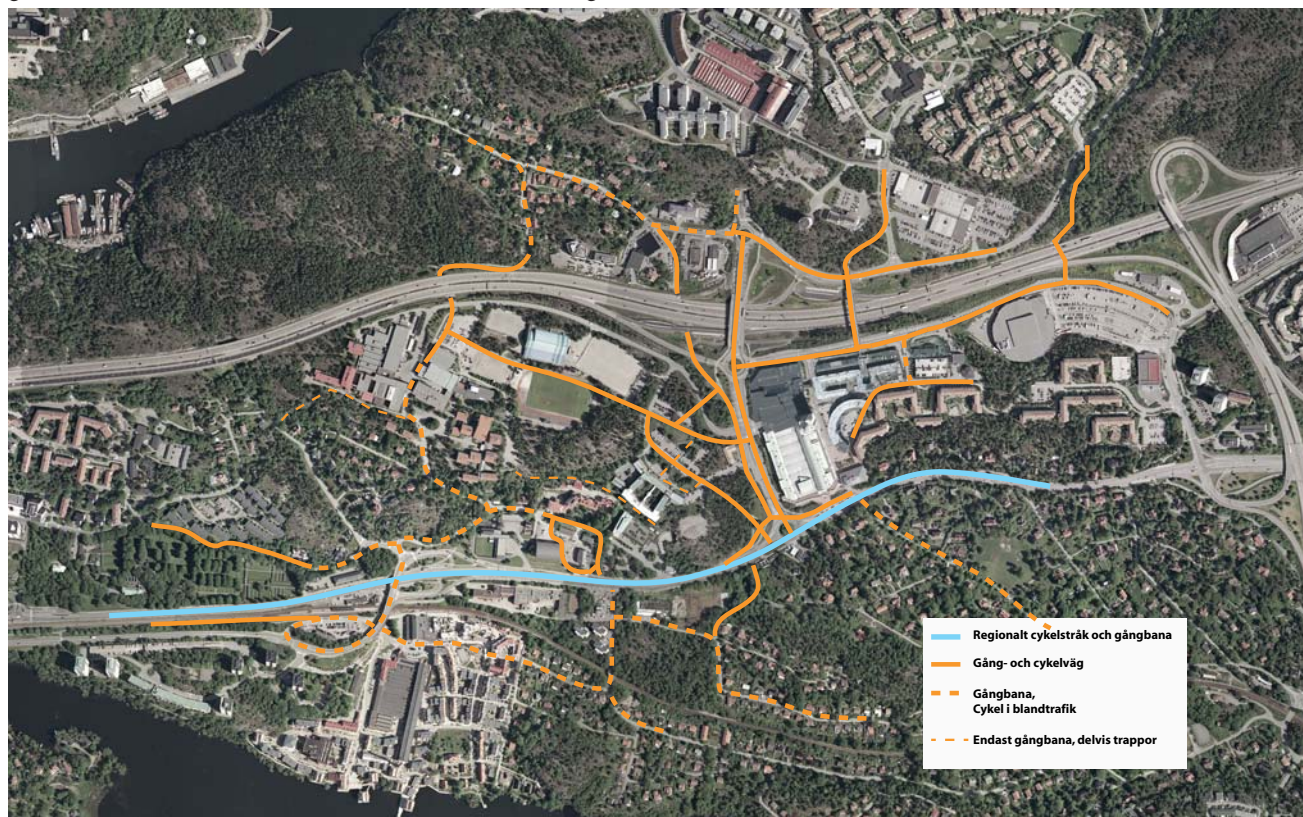 Regionalt cykelstråk och gångbana
Gång- och cykelväg
Gångbana,
Cykel i blandtrafik
Endast gångbana, delvis trappor